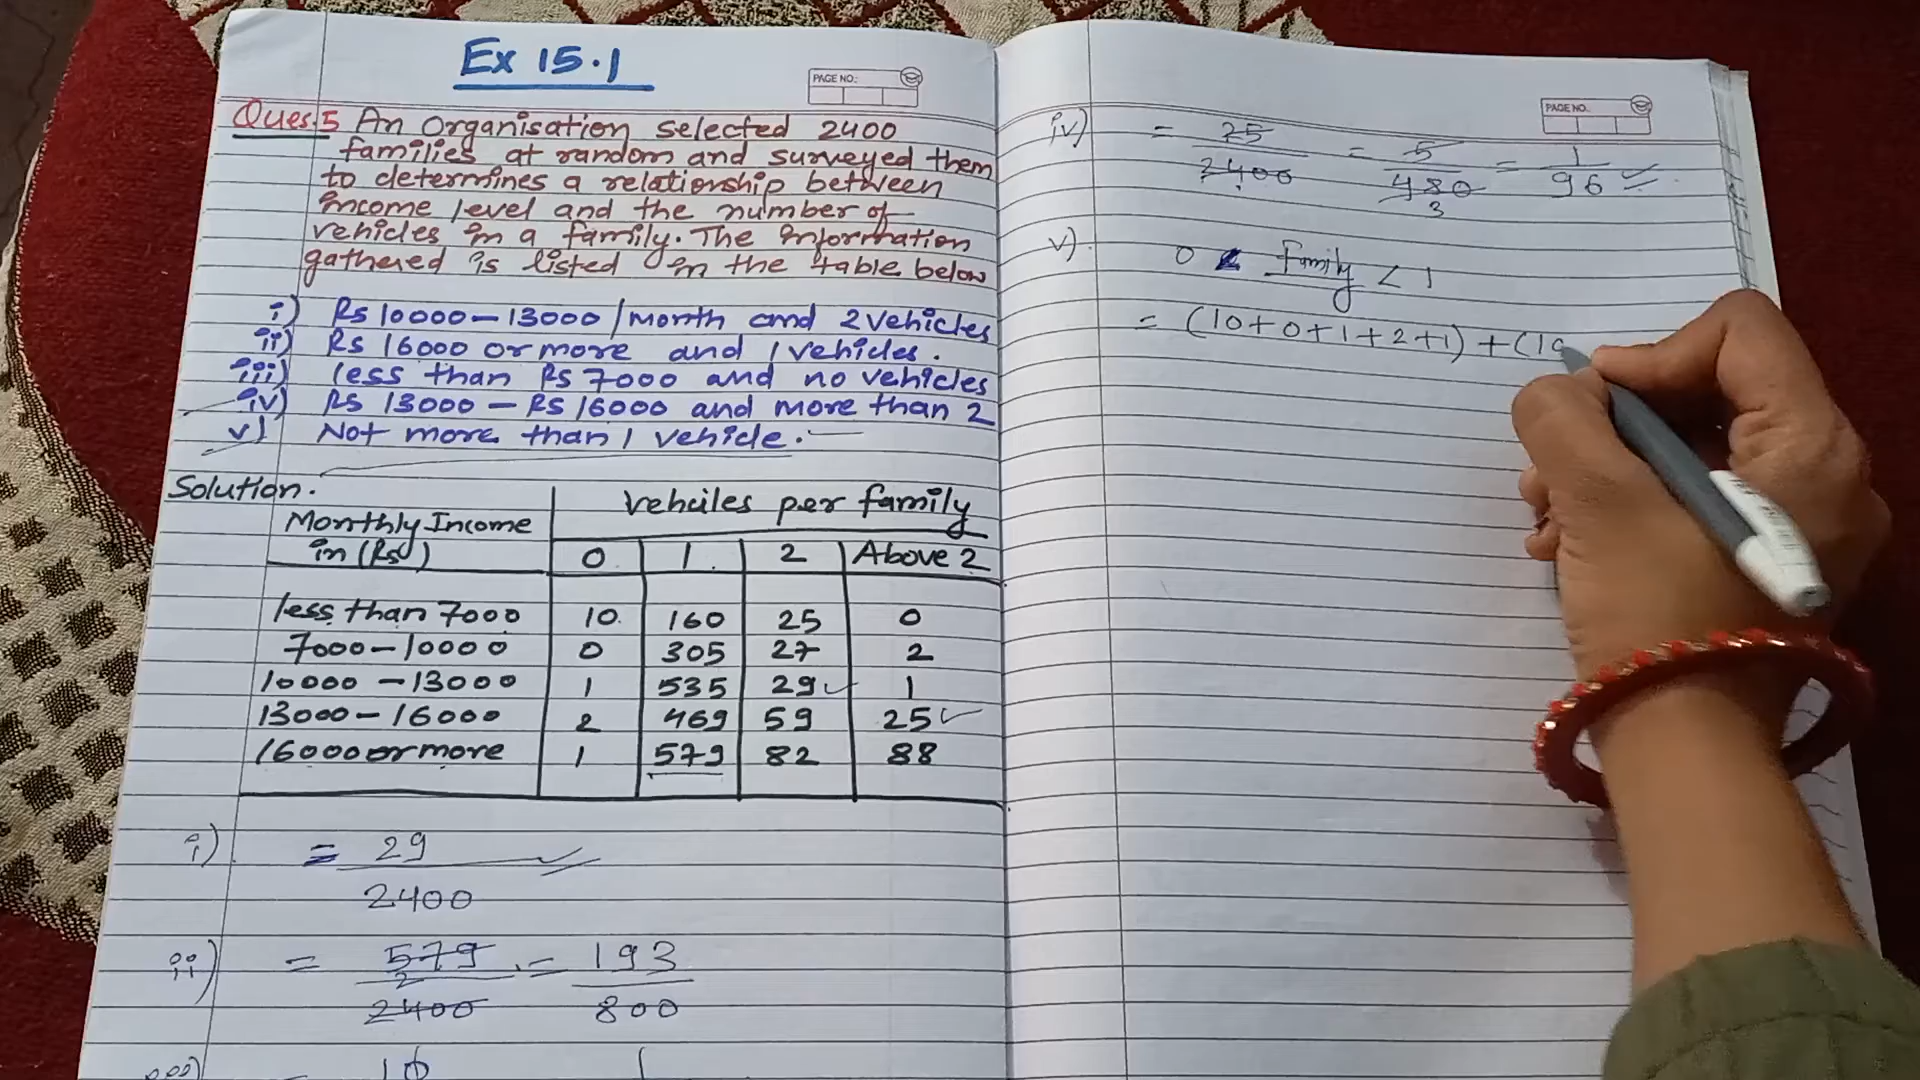 Ex 15.1
PAGE NO.:
Ques.5 An Organisation selected 2400
families at random and surveyed them
to determines a relationship between
income level and the number of
vehicles in a family. The Information
gathered is listed in the table below
i) Rs 10000-13000/month and 2 vehicles
ii) Rs 16000 or more and 1 vehicles.
iii) less than Rs 7000 and no vehicles
iv) Rs 13000 - Rs 16000 and more than 2
v) Not more than 1 vehicle.
Solution.
Monthly Income in (Rs) vehciles per family
0 1 2 Above 2
less than 7000 10 160 25 0
7000-10000 0 305 27 2
10000-13000 1 535 29 1
13000-16000 2 469 59 25
16000 or more 1 579 82 88
i) = 29/2400
ii) = 579/2400 = 193/800
iii) 10 1
PAGE NO.
iv) = 25/2400 = 5/480 = 1/96
v) 0 < Family < 1
= (10+0+1+2+1) + (1